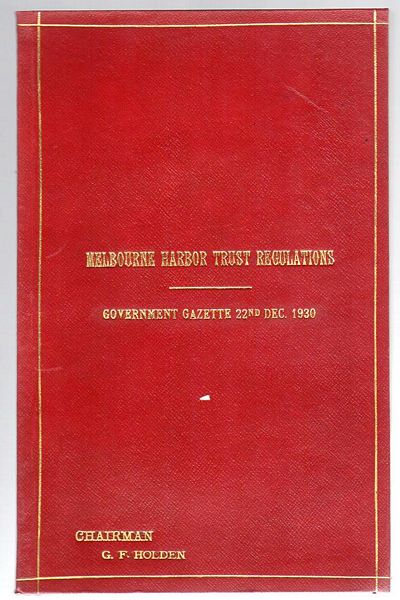 MELBOURNE HARBOR TRUST REGULATIONS
GOVERNMENT GAZETTE 22ND DEC. 1930
CHAIRMAN
G. F. HOLDEN